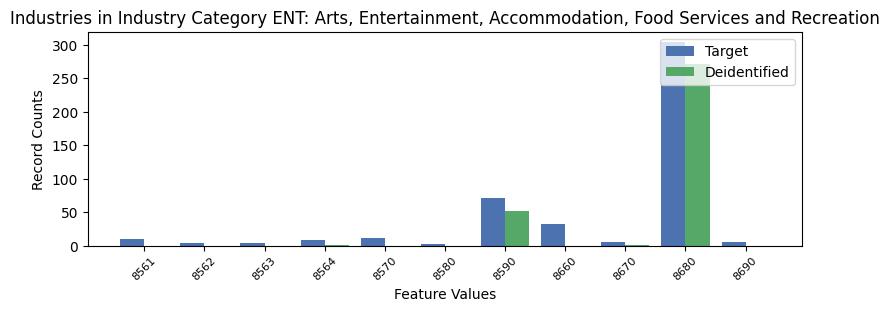 Industries in Industry Category ENT: Arts, Entertainment, Accommodation, Food Services and Recreation
300
250
200
150
100
50
0
Record Counts
Target
Deidentified
8561 8562 8563 8564 8570 8580 8590 8660 8670 8680 8690
Feature Values